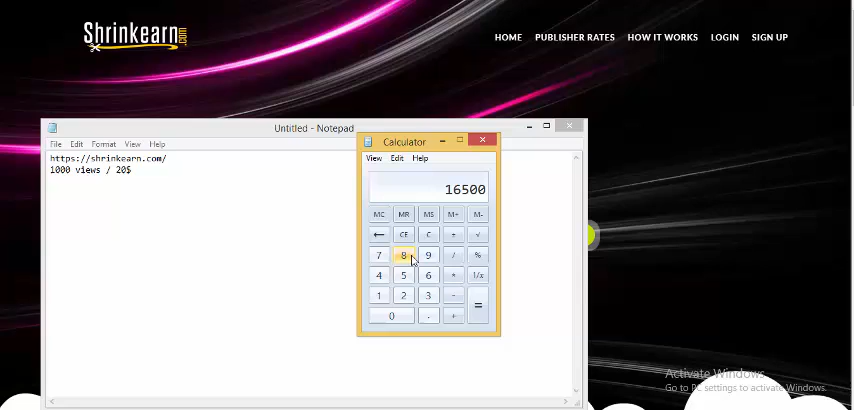 Shrinkearn.com
HOME PUBLISHER RATES HOW IT WORKS LOGIN SIGN UP
Untitled - Notepad
File Edit Format View Help
https://shrinkearn.com/
1000 views / 20$
Calculator
View Edit Help
16500
MC MR MS M+ M-
← CE C ± √
7 8 9 / %
4 5 6 * 1/x
1 2 3 - =
0 . +
Activate Windows
Go to PC settings to activate Windows.